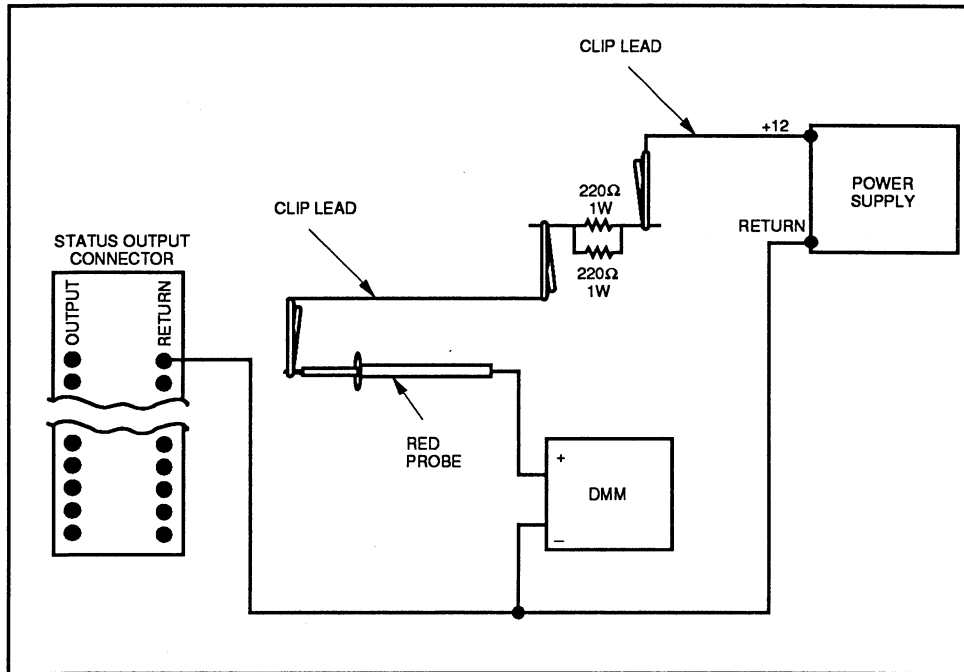 CLIP LEAD
+12
POWER
SUPPLY
220Ω
1W
CLIP LEAD
RETURN
STATUS OUTPUT
CONNECTOR
220Ω
1W
OUTPUT
RETURN
RED
PROBE
+
DMM
–